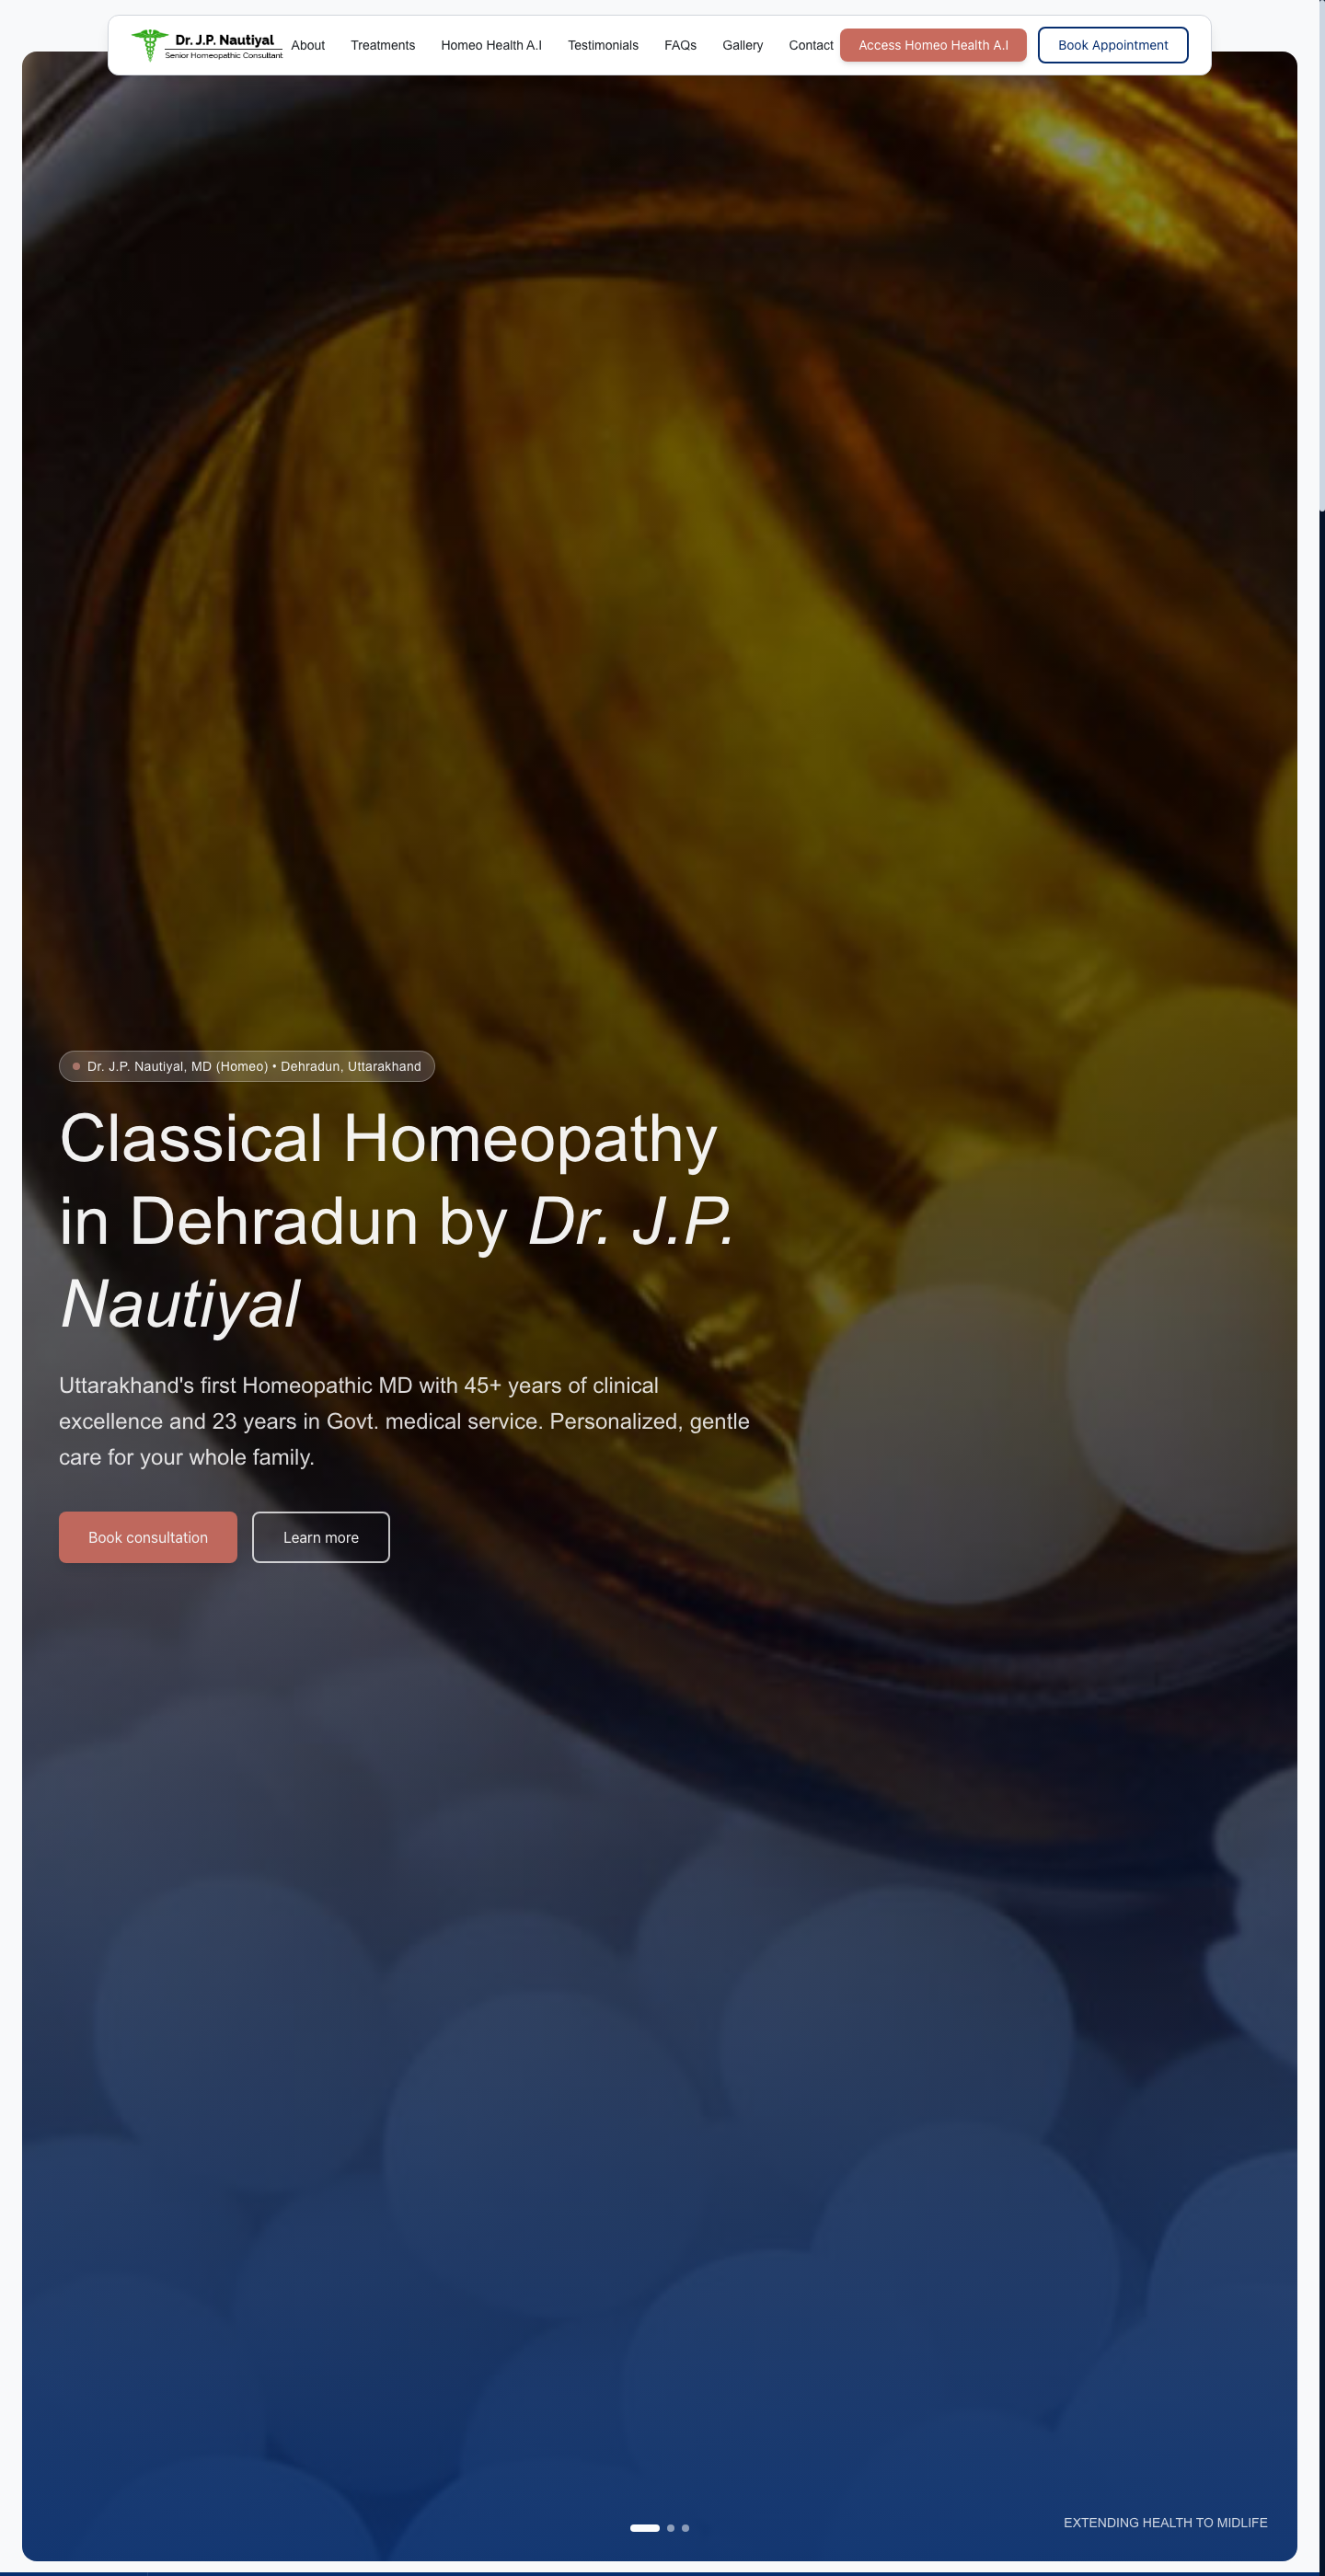 Dr. J.P. Nautiyal
Senior Homeopathic Consultant
About Treatments Homeo Health A.I Testimonials FAQs Gallery Contact Access Homeo Health A.I Book Appointment
Dr. J.P. Nautiyal, MD (Homeo) • Dehradun, Uttarakhand
Classical Homeopathy
in Dehradun by Dr. J.P.
Nautiyal
Uttarakhand's first Homeopathic MD with 45+ years of clinical
excellence and 23 years in Govt. medical service. Personalized, gentle
care for your whole family.
Book consultation Learn more
EXTENDING HEALTH TO MIDLIFE